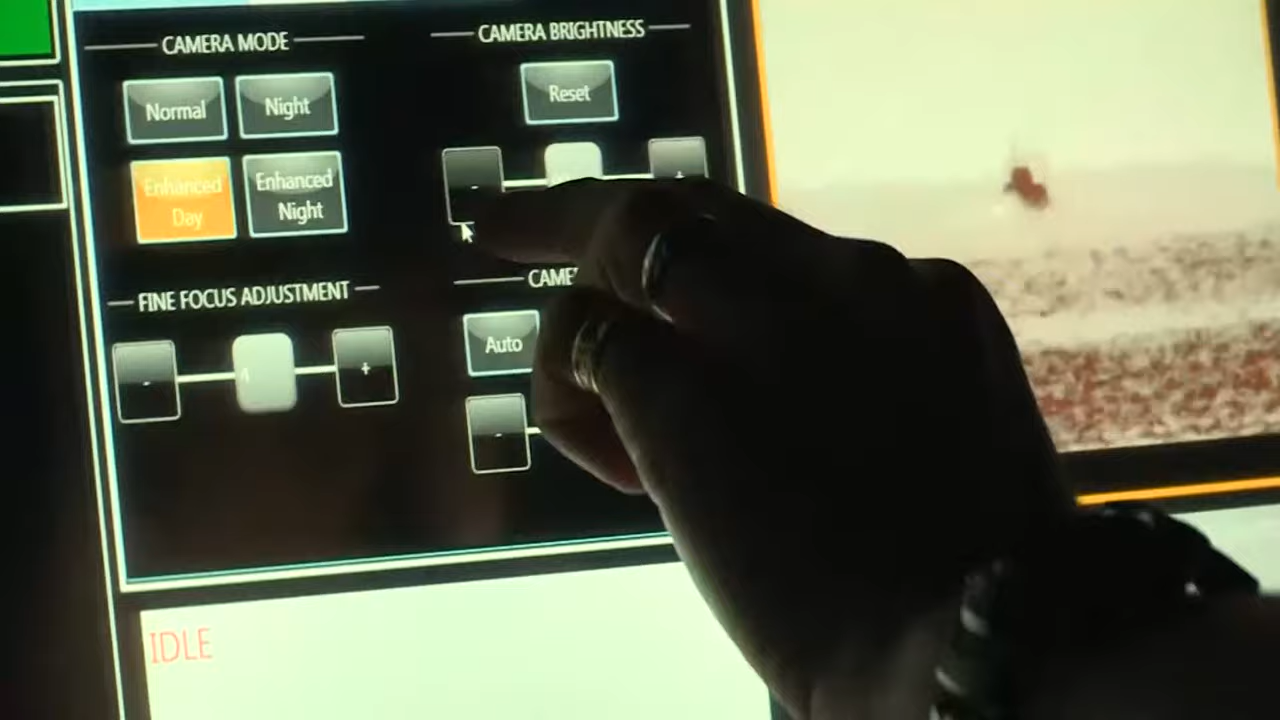 CAMERA MODE
CAMERA BRIGHTNESS
Normal
Night
Reset
Enhanced
Day
Enhanced
Night
-
+
FINE FOCUS ADJUSTMENT
-
+
Auto
-
IDLE